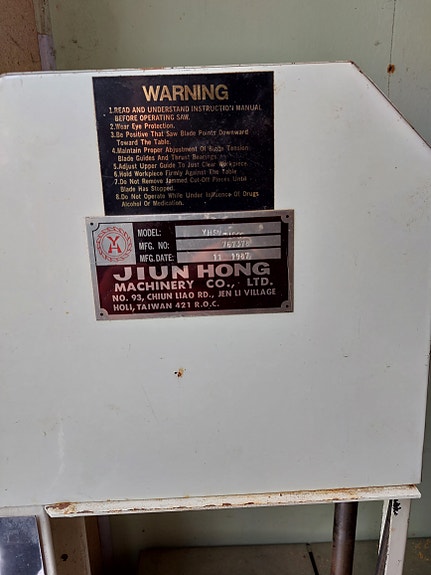 WARNING
1.READ AND UNDERSTAND INSTRUCTION MANUAL
BEFORE OPERATING SAW.
2.Wear Eye Protection.
3.Be Positive That Saw Blade Points Downward
Toward The Table.
4.Maintain Proper Abjustment Of Blade Tension
Blade Guides And Thrust Bearings
5.Adjust Upper Guide To Just Clear Workpiece
6.Hold Workpiece Firmly Against The Table
7.Do Not Remove Jammed Cut-Off Pieces Until
Blade Has Stopped.
8.Do Not Operate While Under Influence Of Drugs
Alcohol Or Medication.
MODEL:
MFG. NO: 767378
MFG. DATE: 11 1987
JIUN HONG
MACHINERY CO., LTD.
NO. 93, CHIUN LIAO RD., JEN LI VILLAGE
HOLI, TAIWAN 421 R.O.C.